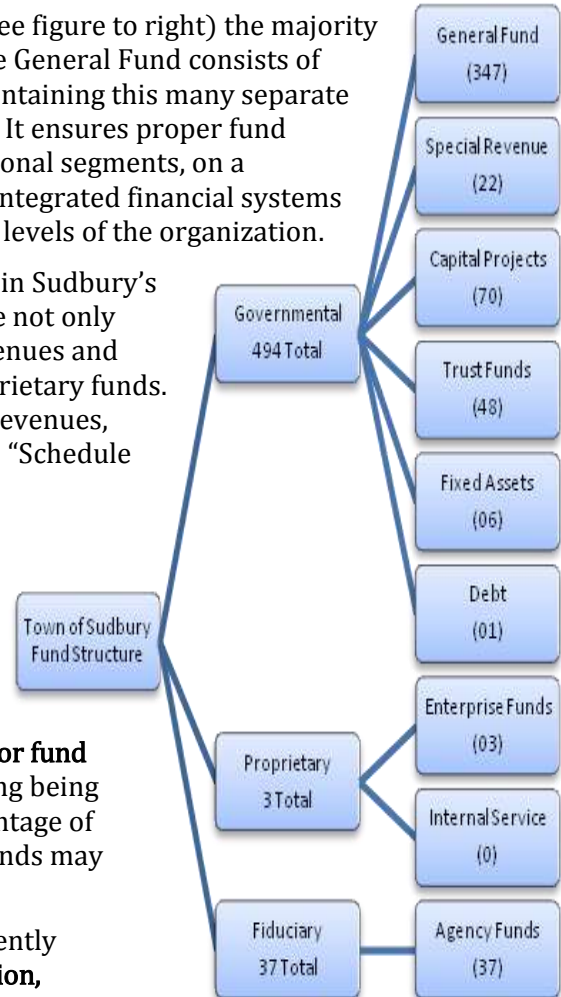 ee figure to right) the majority
e General Fund consists of
ntaining this many separate
It ensures proper fund
onal segments, on a
ntegrated financial systems
levels of the organization.
in Sudbury's
e not only
enues and
rietary funds.
evenues,
"Schedule
or fund
ng being
ntage of
unds may
ently
ion,
Town of Sudbury
Fund Structure
Governmental
494 Total
General Fund
(347)
Special Revenue
(22)
Capital Projects
(70)
Trust Funds
(48)
Fixed Assets
(06)
Debt
(01)
Proprietary
3 Total
Enterprise Funds
(03)
Internal Service
(0)
Fiduciary
37 Total
Agency Funds
(37)